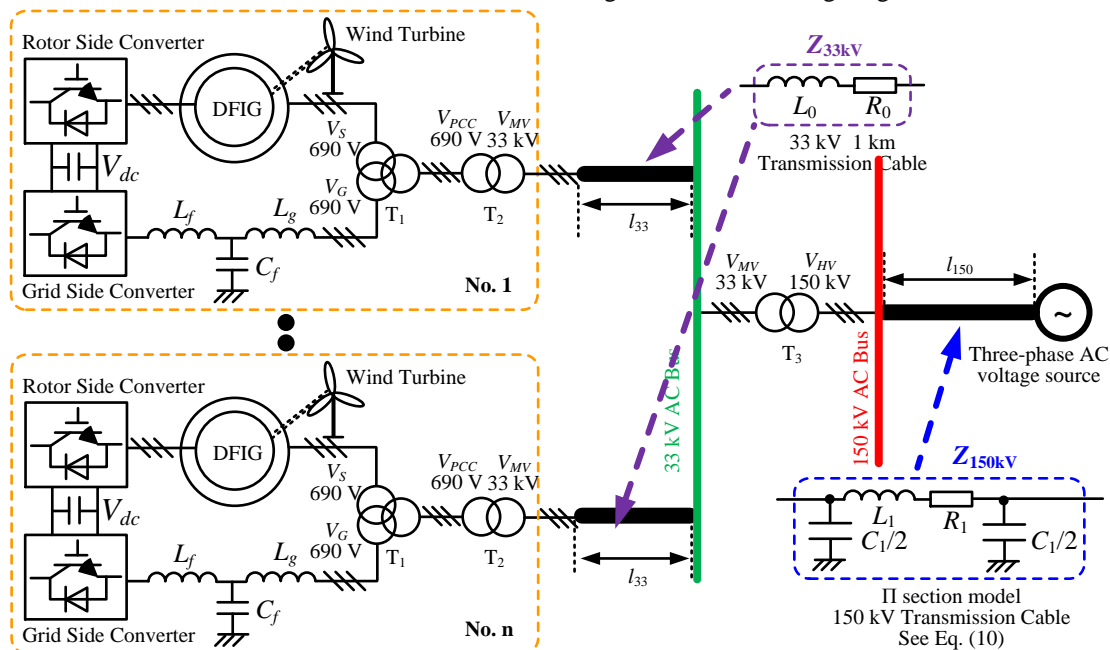 Rotor Side Converter
Wind Turbine
DFIG
V_dc
V_S
690 V
V_PCC
690 V
V_MV
33 kV
V_G
690 V
T_1
T_2
L_f
L_g
C_f
Grid Side Converter
No. 1
l_33
Z_33kV
L_0
R_0
33 kV 1 km
Transmission Cable
33 kV AC Bus
V_MV
33 kV
V_HV
150 kV
T_3
150 kV AC Bus
l_150
~
Three-phase AC
voltage source
Rotor Side Converter
Wind Turbine
DFIG
V_dc
V_S
690 V
V_PCC
690 V
V_MV
33 kV
V_G
690 V
T_1
T_2
L_f
L_g
C_f
Grid Side Converter
No. n
l_33
Z_150kV
L_1
R_1
C_1/2
C_1/2
Π section model
150 kV Transmission Cable
See Eq. (10)